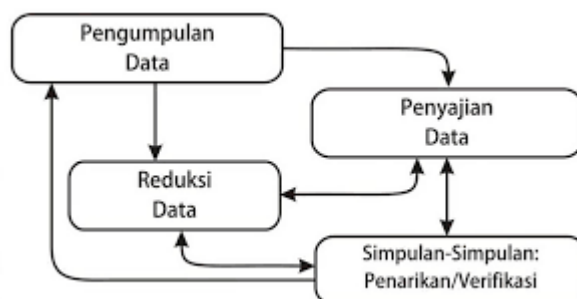 Pengumpulan
Data
Penyajian
Data
Reduksi
Data
Simpulan-Simpulan:
Penarikan/Verifikasi